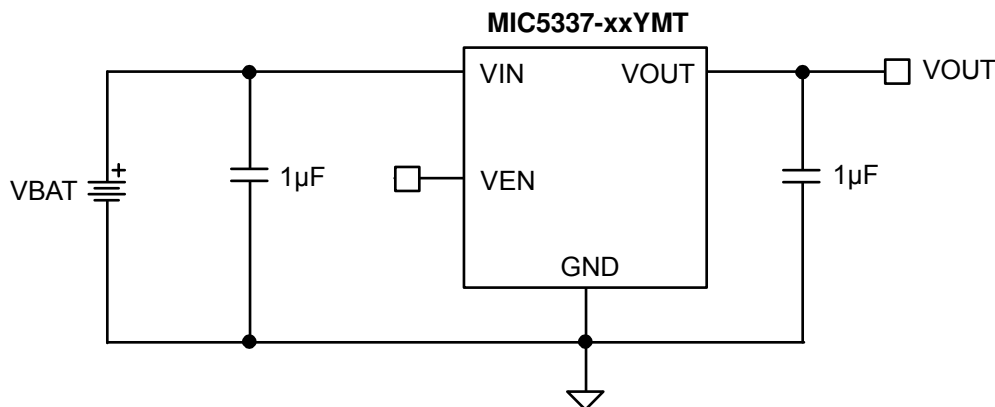 MIC5337-xxYMT
VIN
VOUT
VOUT
VBAT
+
1µF
VEN
1µF
GND